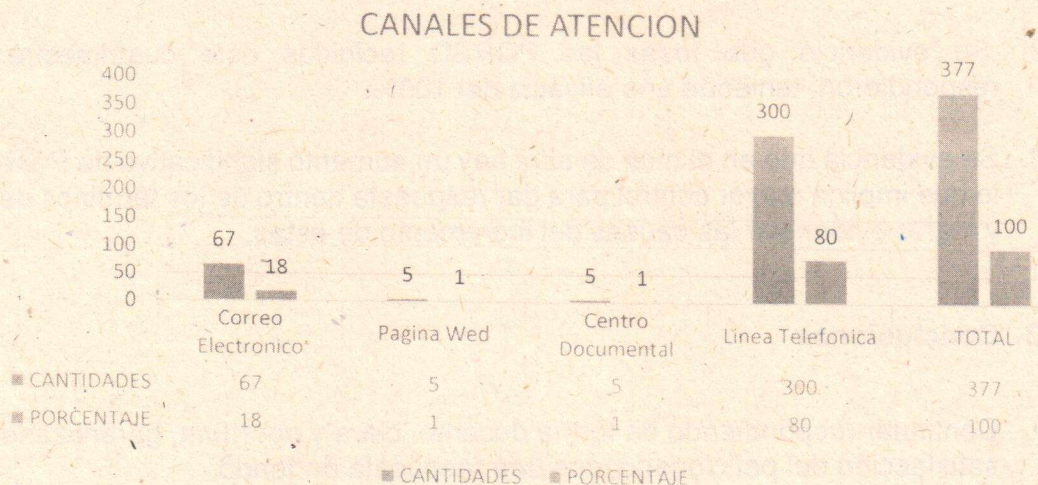 CANALES DE ATENCION
400
350
300
250
200
150
100
50
0
67
18
5
1
5
1
300
80
377
100
Correo Electronico
Pagina Wed
Centro Documental
Linea Telefonica
TOTAL
CANTIDADES 67 5 5 300 377
PORCENTAJE 18 1 1 80 100
CANTIDADES PORCENTAJE